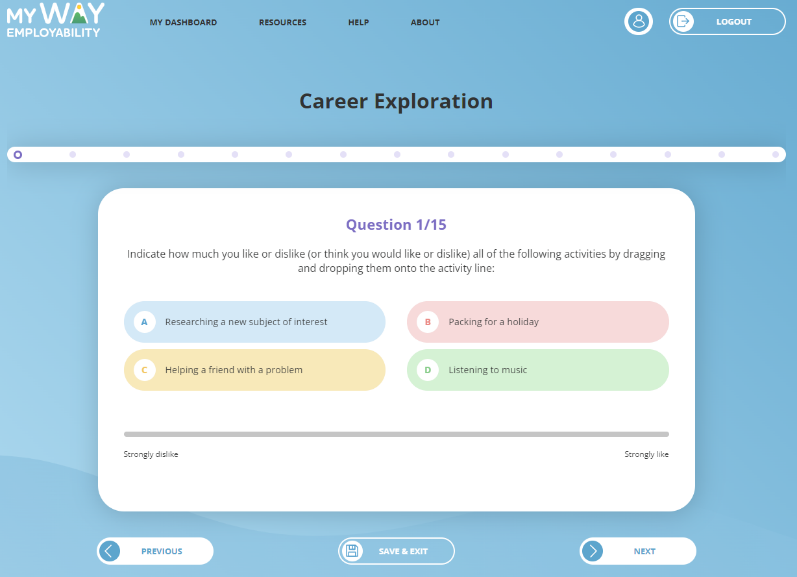 MY WAY
EMPLOYABILITY
MY DASHBOARD
RESOURCES
HELP
ABOUT
LOGOUT
Career Exploration
Question 1/15
Indicate how much you like or dislike (or think you would like or dislike) all of the following activities by dragging
and dropping them onto the activity line:
A Researching a new subject of interest
B Packing for a holiday
C Helping a friend with a problem
D Listening to music
Strongly dislike
Strongly like
PREVIOUS
SAVE & EXIT
NEXT